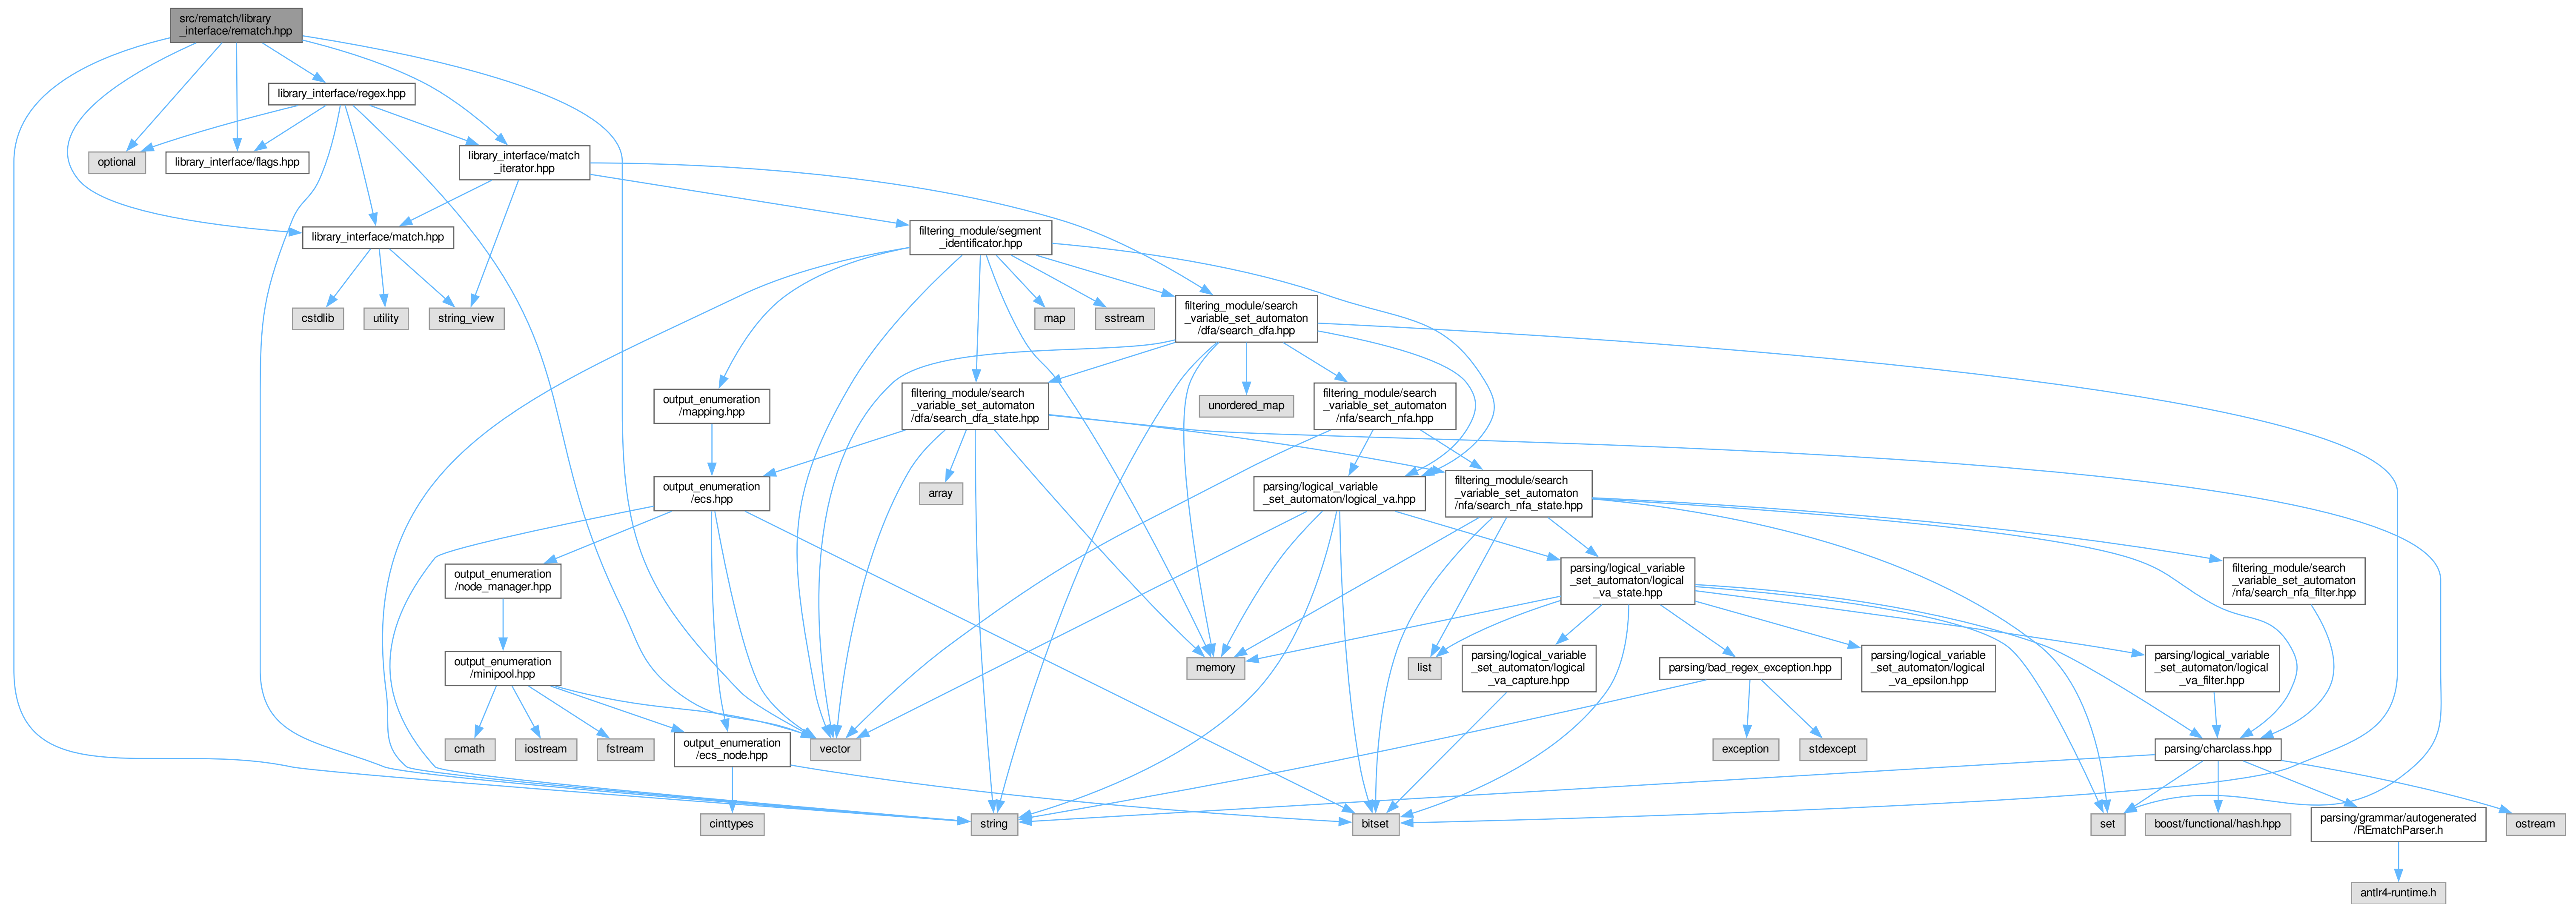 src/rematch/library
_interface/rematch.hpp
library_interface/regex.hpp
optional
library_interface/flags.hpp
library_interface/match
_iterator.hpp
library_interface/match.hpp
filtering_module/segment
_identificator.hpp
cstdlib
utility
string_view
map
sstream
filtering_module/search
_variable_set_automaton
/dfa/search_dfa.hpp
output_enumeration
/mapping.hpp
filtering_module/search
_variable_set_automaton
/dfa/search_dfa_state.hpp
unordered_map
filtering_module/search
_variable_set_automaton
/nfa/search_nfa.hpp
output_enumeration
/ecs.hpp
array
parsing/logical_variable
_set_automaton/logical_va.hpp
filtering_module/search
_variable_set_automaton
/nfa/search_nfa_state.hpp
output_enumeration
/node_manager.hpp
parsing/logical_variable
_set_automaton/logical
_va_state.hpp
filtering_module/search
_variable_set_automaton
/nfa/search_nfa_filter.hpp
output_enumeration
/minipool.hpp
memory
list
parsing/logical_variable
_set_automaton/logical
_va_capture.hpp
parsing/bad_regex_exception.hpp
parsing/logical_variable
_set_automaton/logical
_va_epsilon.hpp
parsing/logical_variable
_set_automaton/logical
_va_filter.hpp
cmath
iostream
fstream
output_enumeration
/ecs_node.hpp
vector
exception
stdexcept
parsing/charclass.hpp
cinttypes
string
bitset
set
boost/functional/hash.hpp
parsing/grammar/autogenerated
/REmatchParser.h
ostream
antlr4-runtime.h